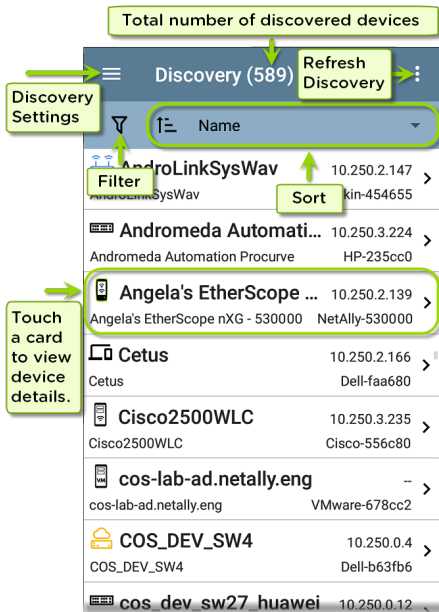 Total number of discovered devices
Discovery (589)
Refresh
Discovery
Discovery
Settings
Name
Filter
Sort
AndroLinkSysWav 10.250.2.147
AndroLinkSysWav kin-454655
Andromeda Automati... 10.250.3.224
Andromeda Automation Procurve HP-235cc0
Angela's EtherScope ... 10.250.2.139
Angela's EtherScope nXG - 530000 NetAlly-530000
Touch
a card
to view
device
details.
Cetus 10.250.2.166
Cetus Dell-faa680
Cisco2500WLC 10.250.3.235
Cisco2500WLC Cisco-556c80
VM
cos-lab-ad.netally.eng --
cos-lab-ad.netally.eng VMware-678cc2
COS_DEV_SW4 10.250.0.4
COS_DEV_SW4 Dell-b63fb6
cos_dev_sw27_huawei 10.250.0.12